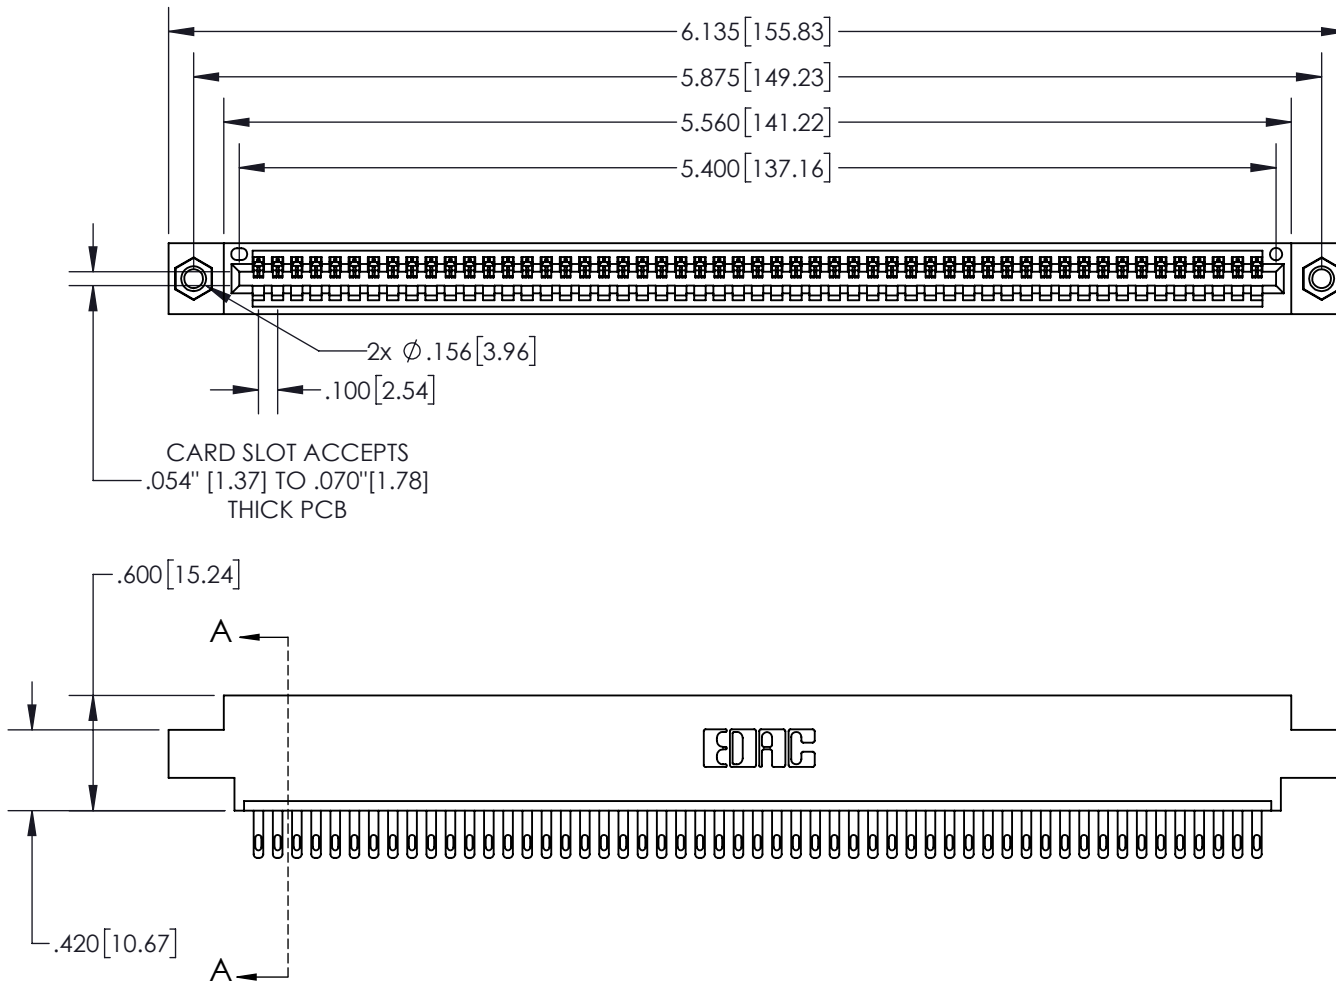 6.135[155.83]
5.875[149.23]
5.560[141.22]
5.400[137.16]
2x Ø.156[3.96]
.100[2.54]
CARD SLOT ACCEPTS
.054" [1.37] TO .070"[1.78]
THICK PCB
.600[15.24]
A
EDAC
.420[10.67]
A